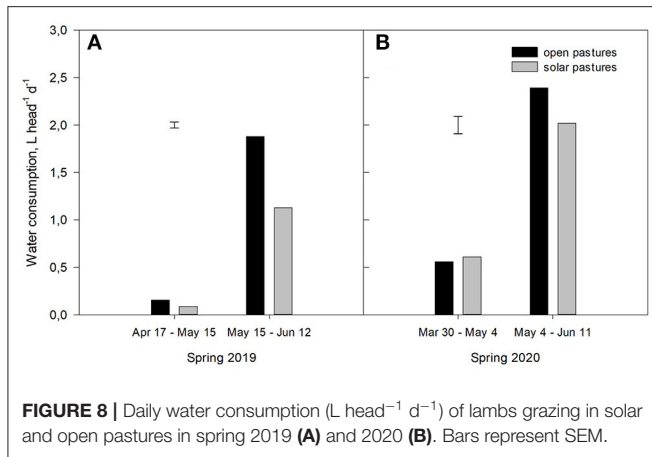 A
B
open pastures
solar pastures
Water consumption, L head⁻¹ d⁻¹
3,0
2,5
2,0
1,5
1,0
0,5
0,0
Apr 17 - May 15 May 15 - Jun 12
Spring 2019
Mar 30 - May 4 May 4 - Jun 11
Spring 2020
FIGURE 8 | Daily water consumption (L head⁻¹ d⁻¹) of lambs grazing in solar
and open pastures in spring 2019 (A) and 2020 (B). Bars represent SEM.